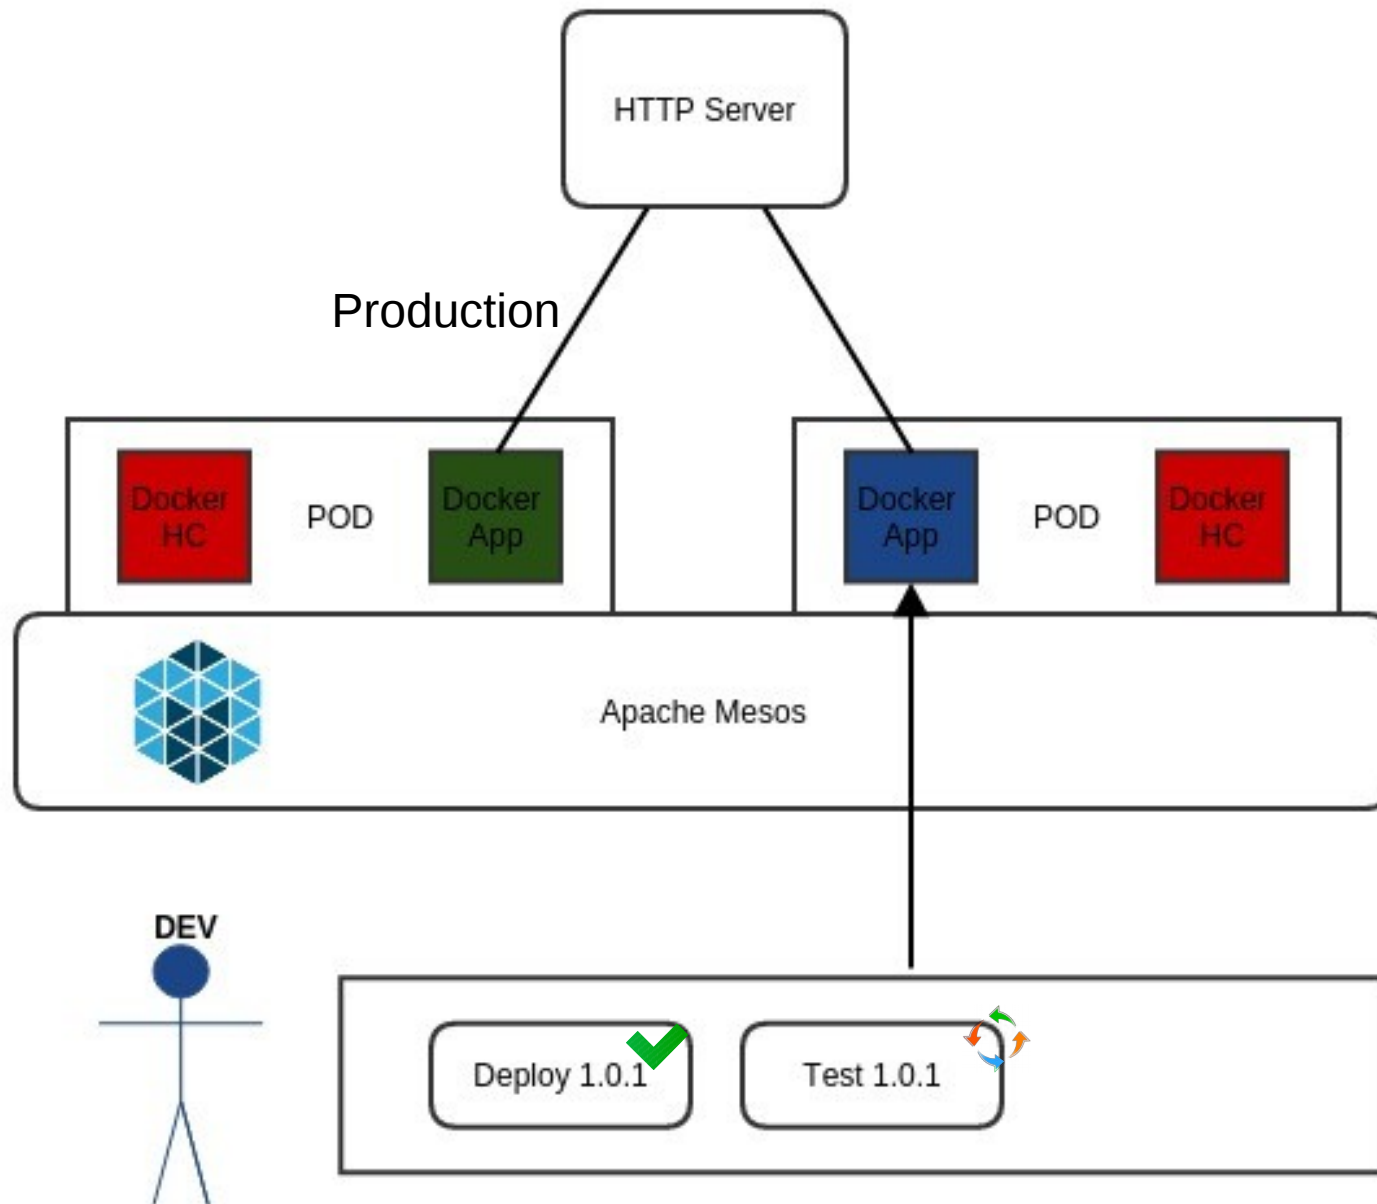 HTTP Server
Production
Docker
HC
POD
Docker
App
Docker
App
POD
Docker
HC
Apache Mesos
DEV
Deploy 1.0.1
Test 1.0.1